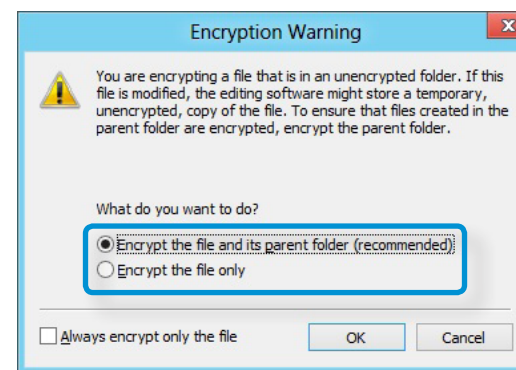 Encryption Warning
x
You are encrypting a file that is in an unencrypted folder. If this
file is modified, the editing software might store a temporary,
unencrypted, copy of the file. To ensure that files created in the
parent folder are encrypted, encrypt the parent folder.
What do you want to do?
Encrypt the file and its parent folder (recommended)
Encrypt the file only
Always encrypt only the file
OK
Cancel